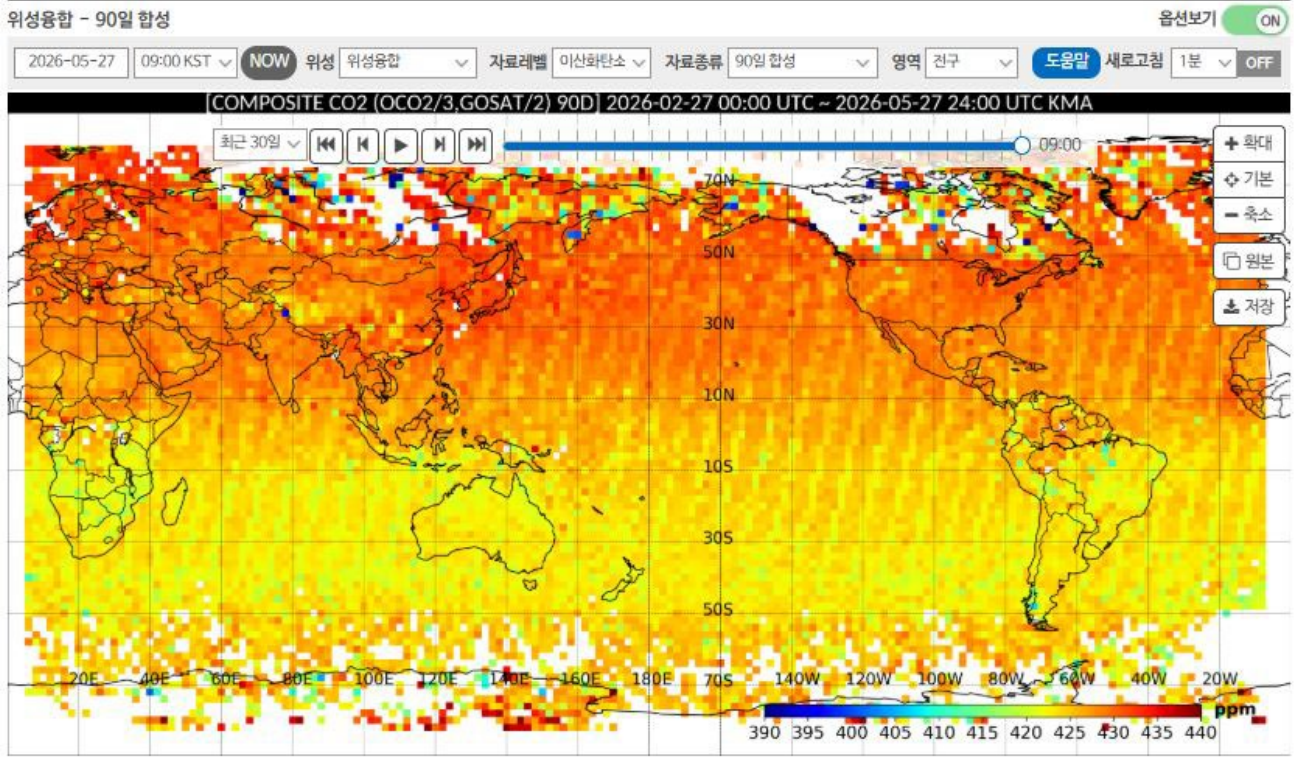 위성융합 - 90일 합성 옵션보기 ON
2026-05-27 09:00 KST NOW 위성 위성융합 자료레벨 이산화탄소 자료종류 90일 합성 영역 전구 도움말 새로고침 1분 OFF
[COMPOSITE CO2 (OCO2/3,GOSAT/2) 90D] 2026-02-27 00:00 UTC ~ 2026-05-27 24:00 UTC KMA
최근 30일 09:00 확대
70N 기본
축소
50N 원본
저장
30N
10N
10S
30S
50S
20E 40E 60E 80E 100E 120E 140E 160E 180E 70S 140W 120W 100W 80W 60W 40W 20W
ppm
390 395 400 405 410 415 420 425 430 435 440